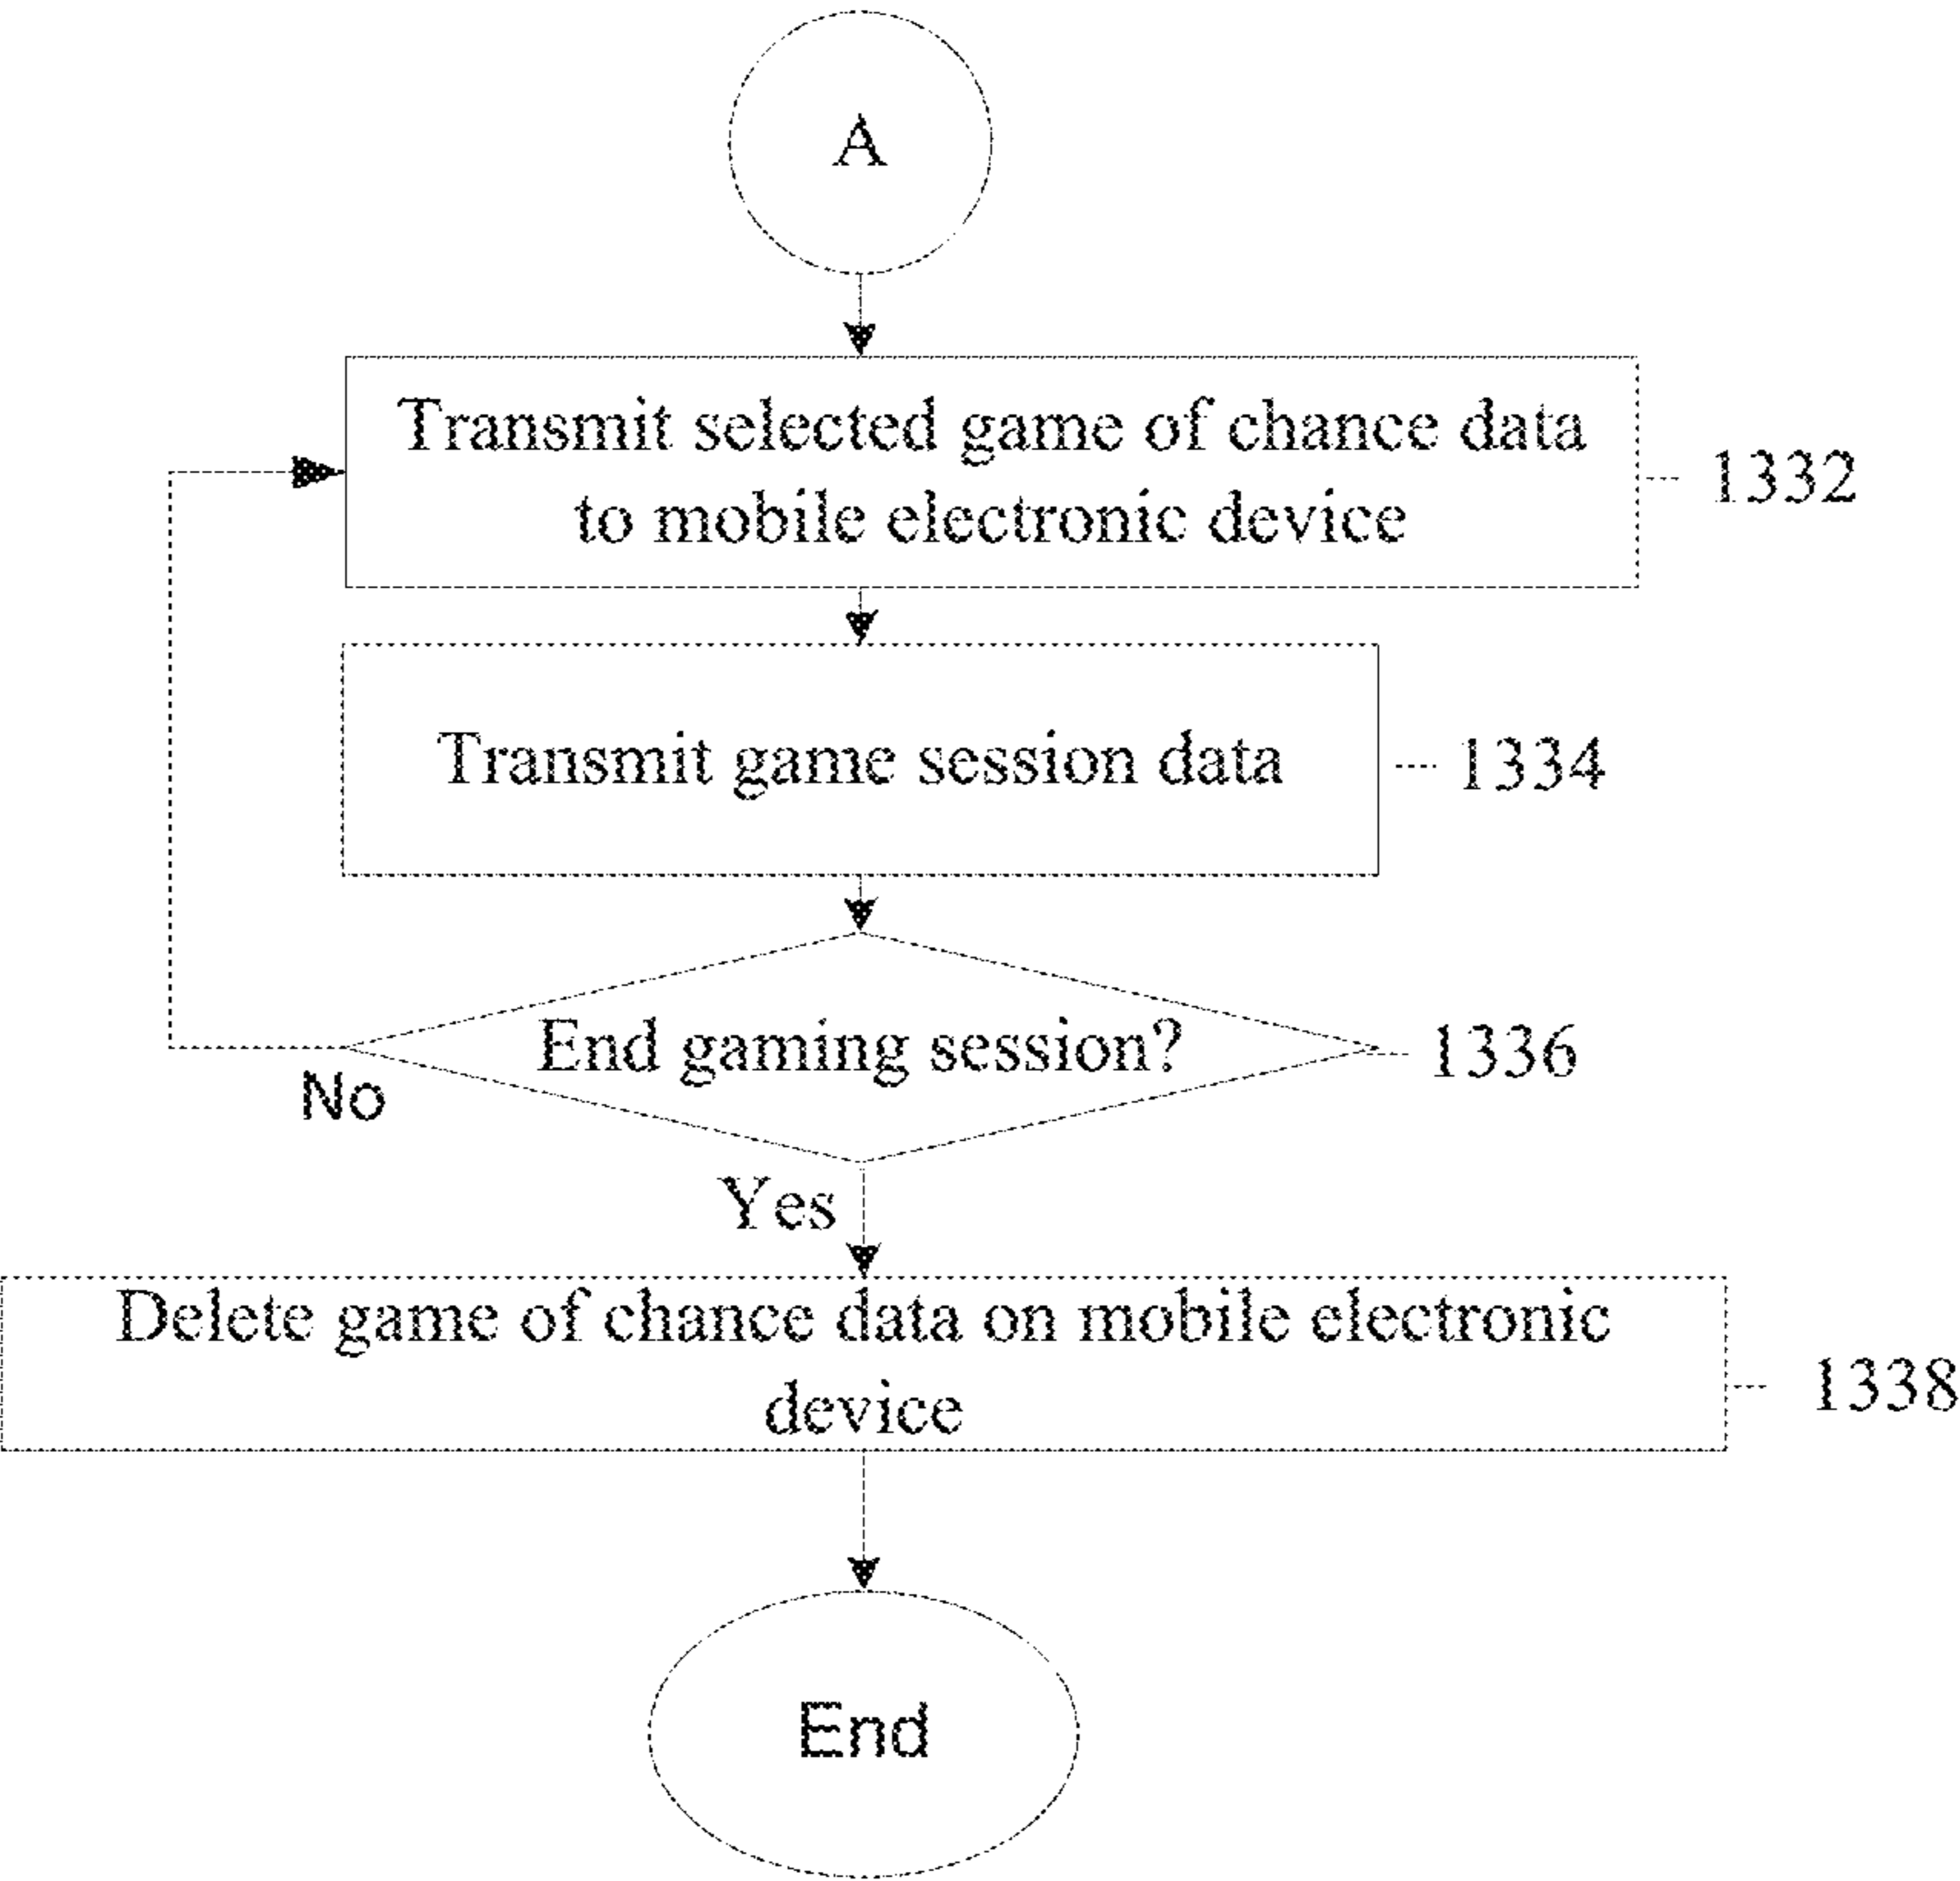 A
Transmit selected game of chance data
to mobile electronic device
1332
Transmit game session data
1334
End gaming session?
1336
No
Yes
Delete game of chance data on mobile electronic
device
1338
End